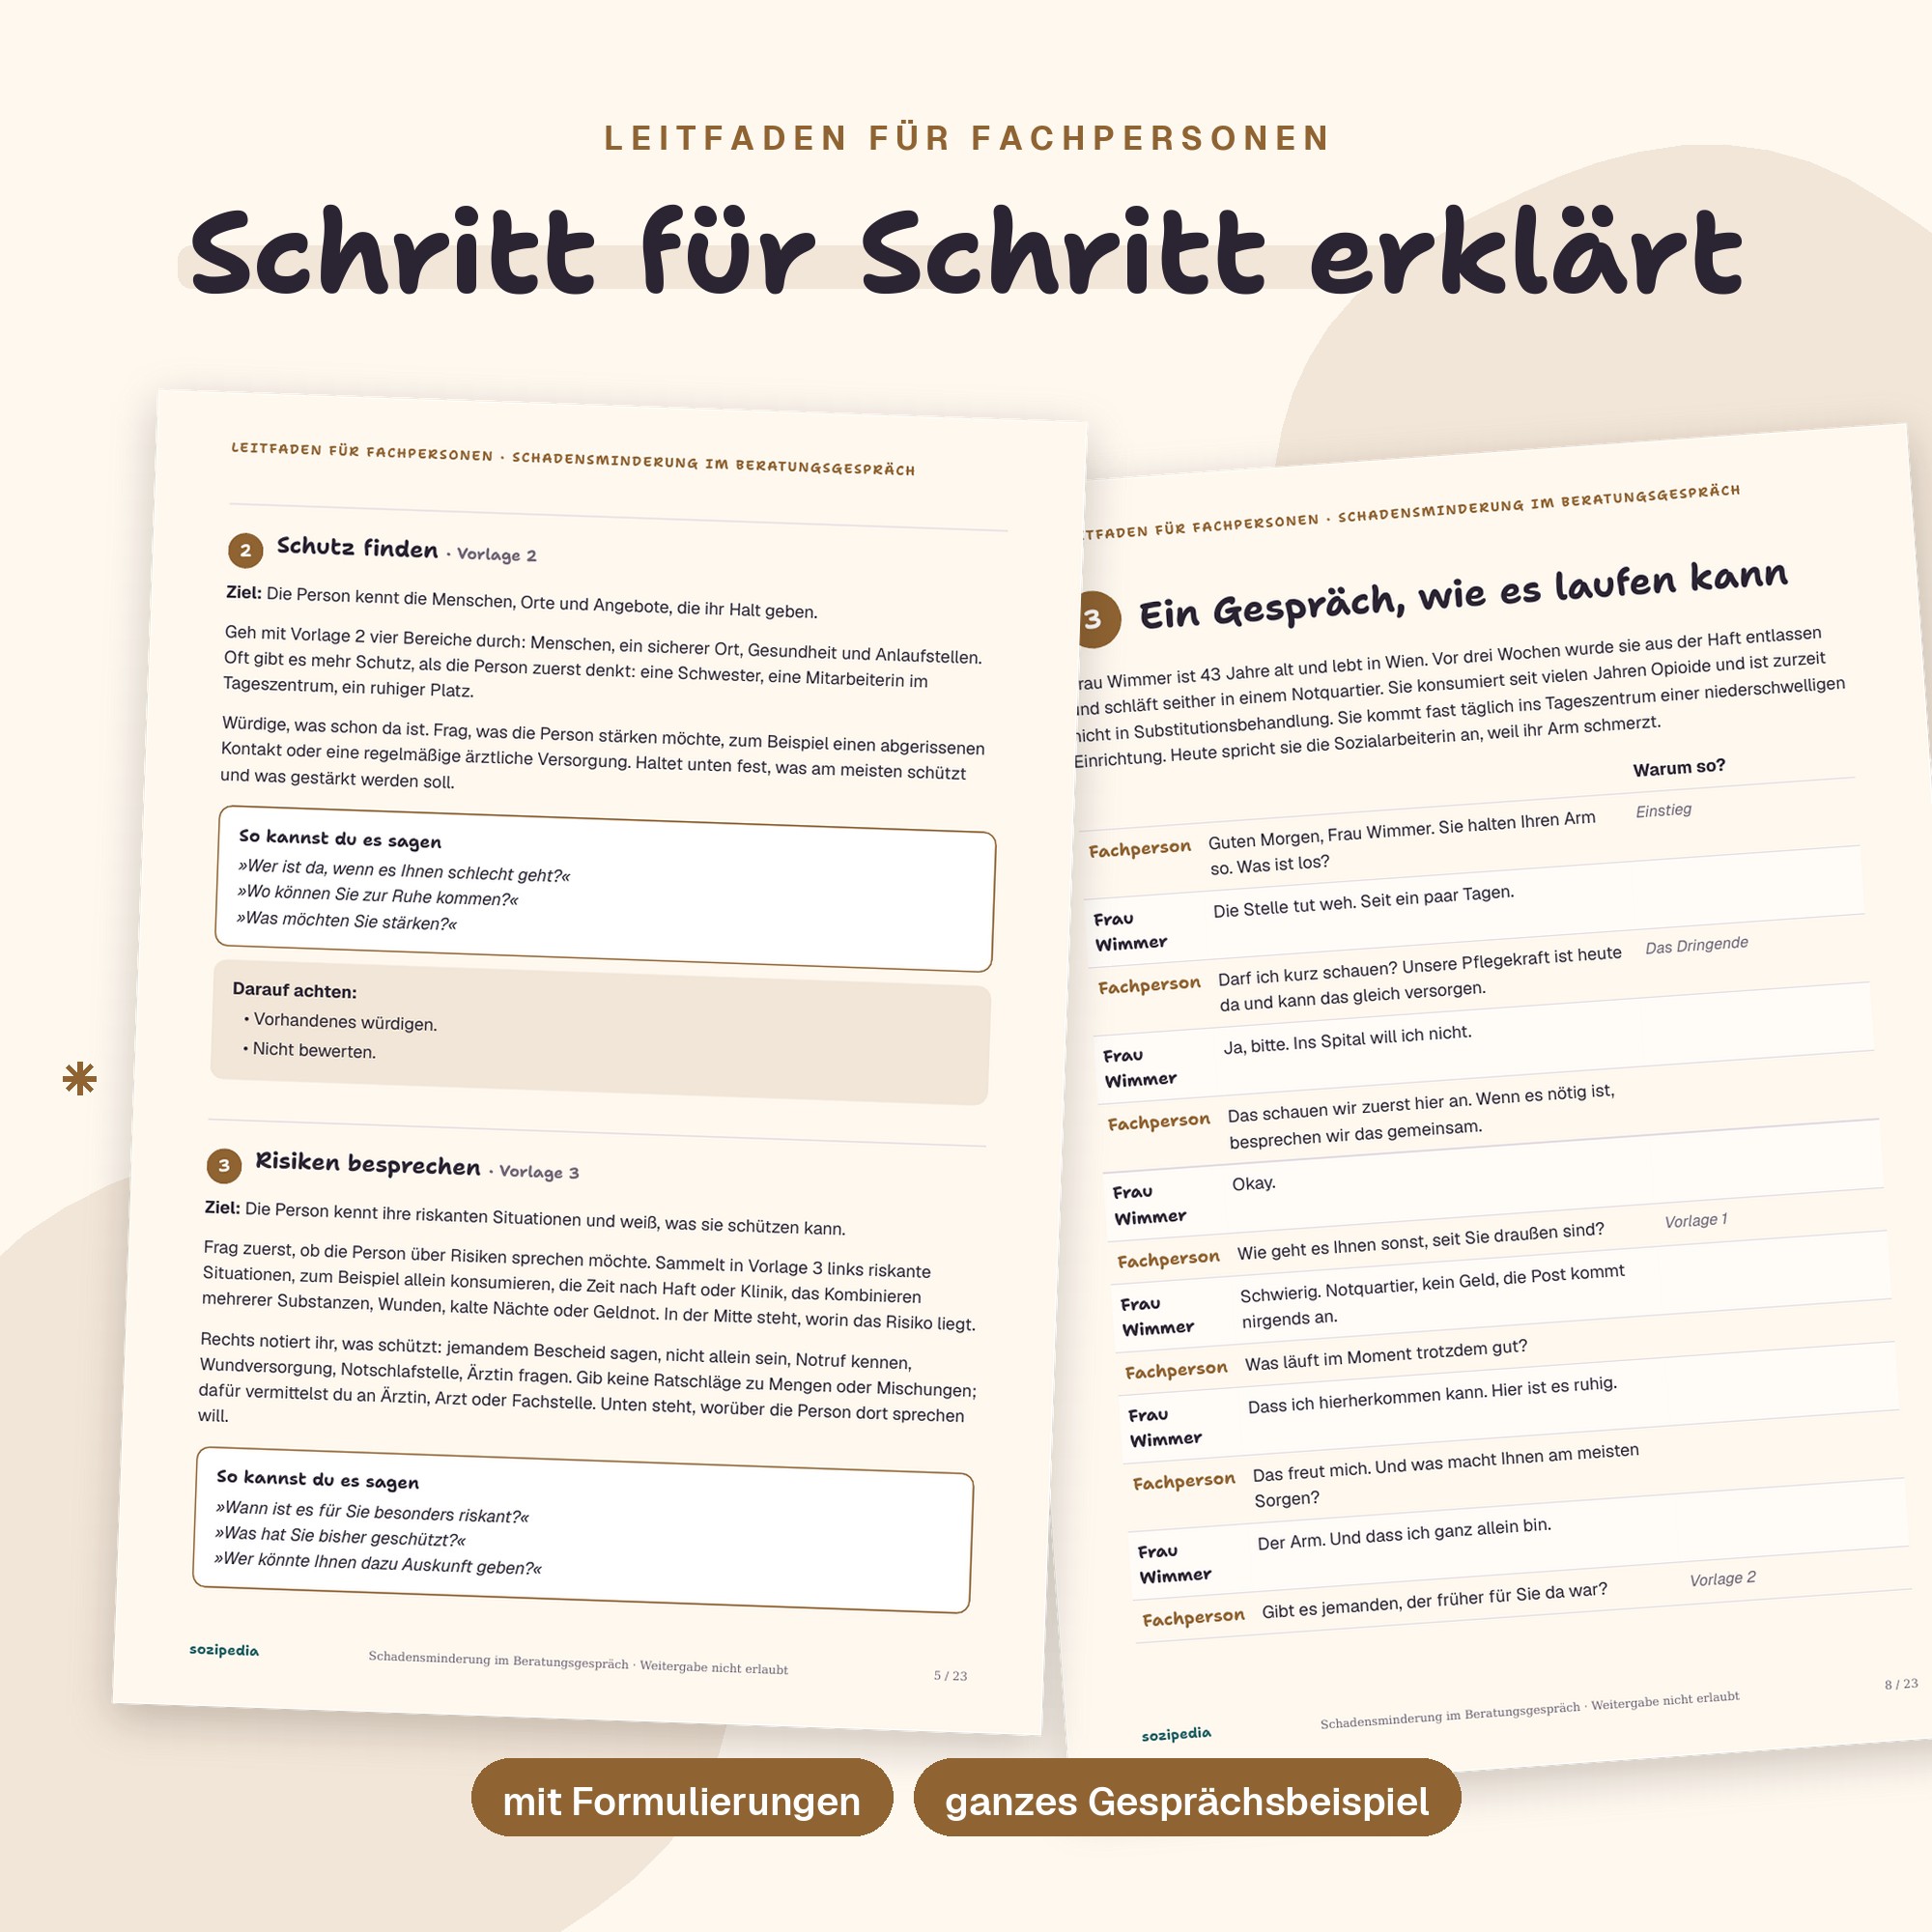 LEITFADEN FÜR FACHPERSONEN
Schritt für Schritt erklärt
LEITFADEN FÜR FACHPERSONEN · SCHADENSMINDERUNG IM BERATUNGSGESPRÄCH
2 Schutz finden · Vorlage 2
Ziel: Die Person kennt die Menschen, Orte und Angebote, die ihr Halt geben.
Geh mit Vorlage 2 vier Bereiche durch: Menschen, ein sicherer Ort, Gesundheit und Anlaufstellen.
Oft gibt es mehr Schutz, als die Person zuerst denkt: eine Schwester, eine Mitarbeiterin im
Tageszentrum, ein ruhiger Platz.
Würdige, was schon da ist. Frag, was die Person stärken möchte, zum Beispiel einen abgerissenen
Kontakt oder eine regelmäßige ärztliche Versorgung. Haltet unten fest, was am meisten schützt
und was gestärkt werden soll.
So kannst du es sagen
»Wer ist da, wenn es Ihnen schlecht geht?«
»Wo können Sie zur Ruhe kommen?«
»Was möchten Sie stärken?«
Darauf achten:
• Vorhandenes würdigen.
• Nicht bewerten.
3 Risiken besprechen · Vorlage 3
Ziel: Die Person kennt ihre riskanten Situationen und weiß, was sie schützen kann.
Frag zuerst, ob die Person über Risiken sprechen möchte. Sammelt in Vorlage 3 links riskante
Situationen, zum Beispiel allein konsumieren, die Zeit nach Haft oder Klinik, das Kombinieren
mehrerer Substanzen, Wunden, kalte Nächte oder Geldnot. In der Mitte steht, worin das Risiko liegt.
Rechts notiert ihr, was schützt: jemandem Bescheid sagen, nicht allein sein, Notruf kennen,
Wundversorgung, Notschlafstelle, Ärztin fragen. Gib keine Ratschläge zu Mengen oder Mischungen;
dafür vermittelst du an Ärztin, Arzt oder Fachstelle. Unten steht, worüber die Person dort sprechen
will.
So kannst du es sagen
»Wann ist es für Sie besonders riskant?«
»Was hat Sie bisher geschützt?«
»Wer könnte Ihnen dazu Auskunft geben?«
sozipedia
Schadensminderung im Beratungsgespräch · Weitergabe nicht erlaubt
5 / 23
TFADEN FÜR FACHPERSONEN · SCHADENSMINDERUNG IM BERATUNGSGESPRÄCH
3 Ein Gespräch, wie es laufen kann
rau Wimmer ist 43 Jahre alt und lebt in Wien. Vor drei Wochen wurde sie aus der Haft entlassen
nd schläft seither in einem Notquartier. Sie konsumiert seit vielen Jahren Opioide und ist zurzeit
icht in Substitutionsbehandlung. Sie kommt fast täglich ins Tageszentrum einer niederschwelligen
Einrichtung. Heute spricht sie die Sozialarbeiterin an, weil ihr Arm schmerzt.
Warum so?
Fachperson Guten Morgen, Frau Wimmer. Sie halten Ihren Arm Einstieg
so. Was ist los?
Frau Die Stelle tut weh. Seit ein paar Tagen.
Wimmer
Fachperson Darf ich kurz schauen? Unsere Pflegekraft ist heute Das Dringende
da und kann das gleich versorgen.
Frau Ja, bitte. Ins Spital will ich nicht.
Wimmer
Fachperson Das schauen wir zuerst hier an. Wenn es nötig ist,
besprechen wir das gemeinsam.
Frau Okay.
Wimmer
Fachperson Wie geht es Ihnen sonst, seit Sie draußen sind? Vorlage 1
Frau Schwierig. Notquartier, kein Geld, die Post kommt
Wimmer nirgends an.
Fachperson Was läuft im Moment trotzdem gut?
Frau Dass ich hierherkommen kann. Hier ist es ruhig.
Wimmer
Fachperson Das freut mich. Und was macht Ihnen am meisten
Sorgen?
Frau Der Arm. Und dass ich ganz allein bin.
Wimmer
Fachperson Gibt es jemanden, der früher für Sie da war? Vorlage 2
sozipedia
Schadensminderung im Beratungsgespräch · Weitergabe nicht erlaubt
8 / 23
mit Formulierungen
ganzes Gesprächsbeispiel